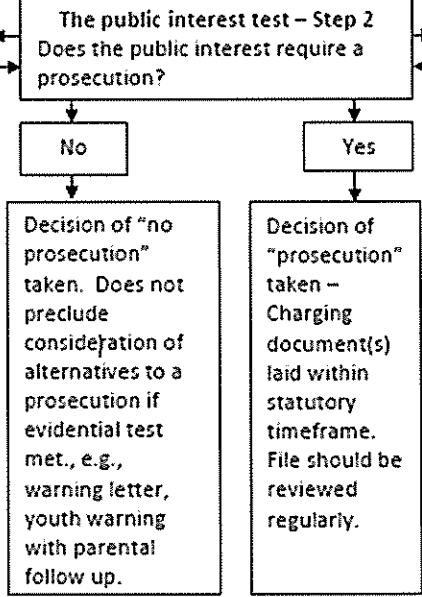 The public interest test – Step 2
Does the public interest require a
prosecution?
No
Yes
Decision of "no
prosecution"
taken. Does not
preclude
consideration of
alternatives to a
prosecution if
evidential test
met., e.g.,
warning letter,
youth warning
with parental
follow up.
Decision of
"prosecution"
taken –
Charging
document(s)
laid within
statutory
timeframe.
File should be
reviewed
regularly.